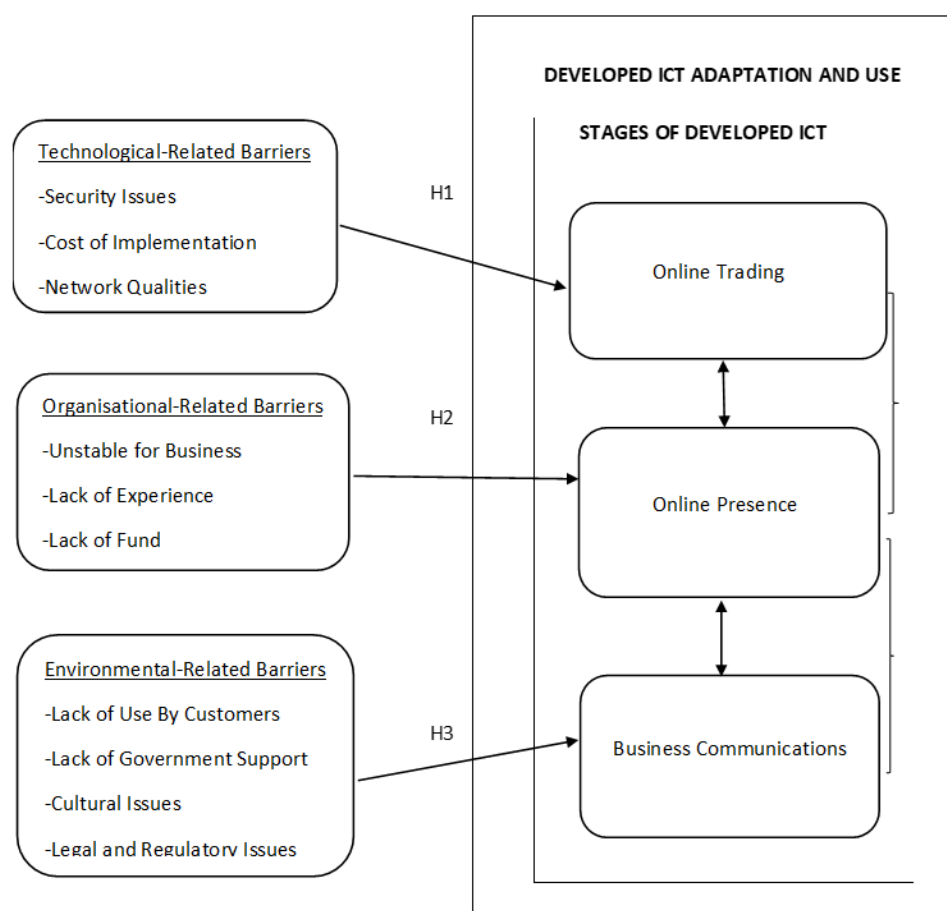 DEVELOPED ICT ADAPTATION AND USE
STAGES OF DEVELOPED ICT
Technological-Related Barriers
-Security Issues
-Cost of Implementation
-Network Qualities
H1
Online Trading
Organisational-Related Barriers
-Unstable for Business
-Lack of Experience
-Lack of Fund
H2
Online Presence
Environmental-Related Barriers
-Lack of Use By Customers
-Lack of Government Support
-Cultural Issues
-Legal and Regulatory Issues
H3
Business Communications